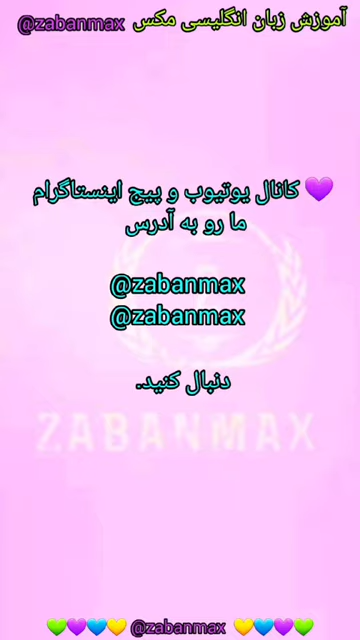 آموزش زبان انگلیسی مکس @zabanmax
💜 کانال یوتیوب و پیج اینستاگرام
ما رو به آدرس
@zabanmax
@zabanmax
دنبال کنید.
ZABANMAX
💚💜💙💛 @zabanmax 💛💙💜💚